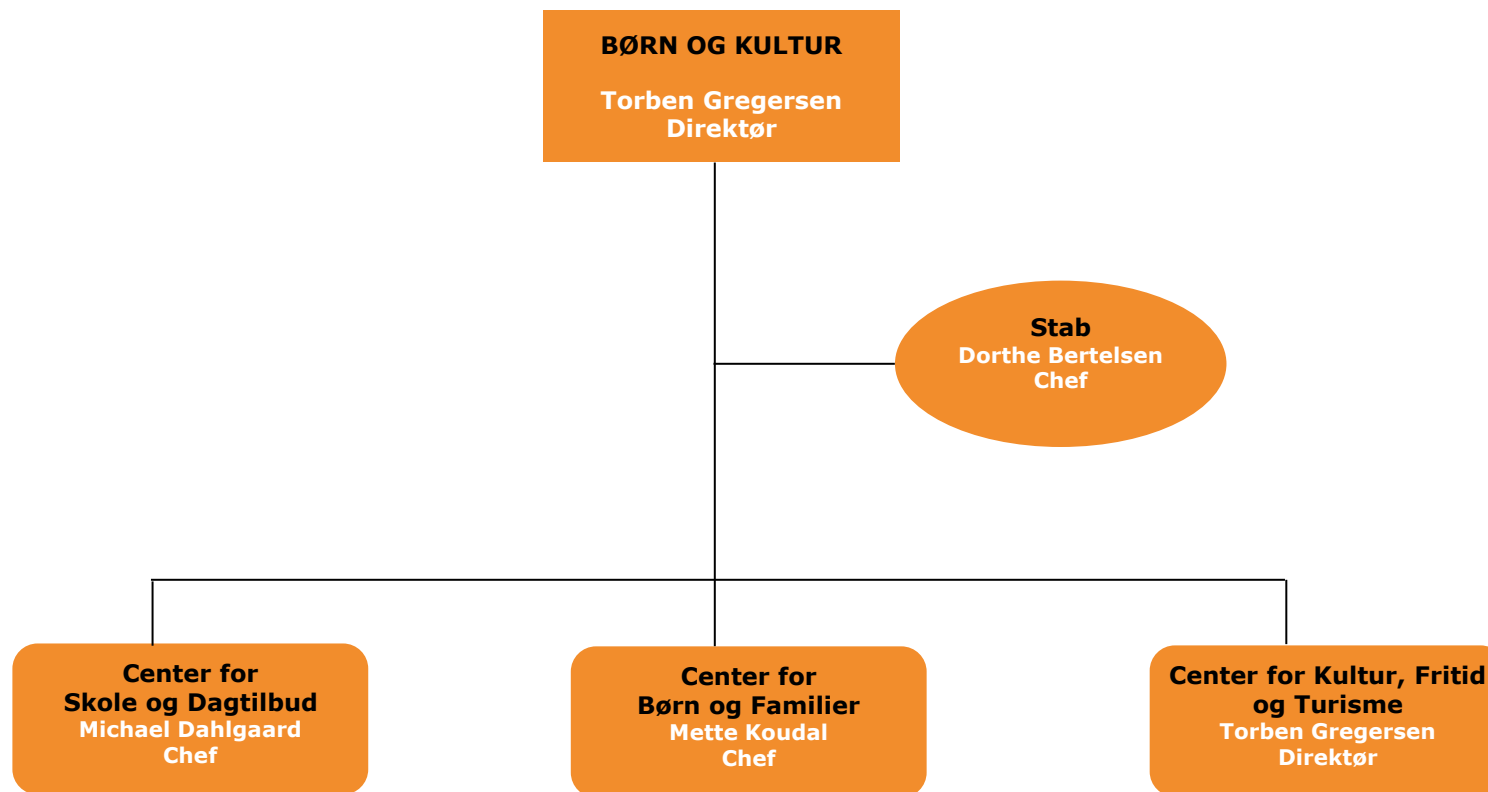 BØRN OG KULTUR
Torben Gregersen
Direktør
Stab
Dorthe Bertelsen
Chef
Center for
Skole og Dagtilbud
Michael Dahlgaard
Chef
Center for
Børn og Familier
Mette Koudal
Chef
Center for Kultur, Fritid
og Turisme
Torben Gregersen
Direktør